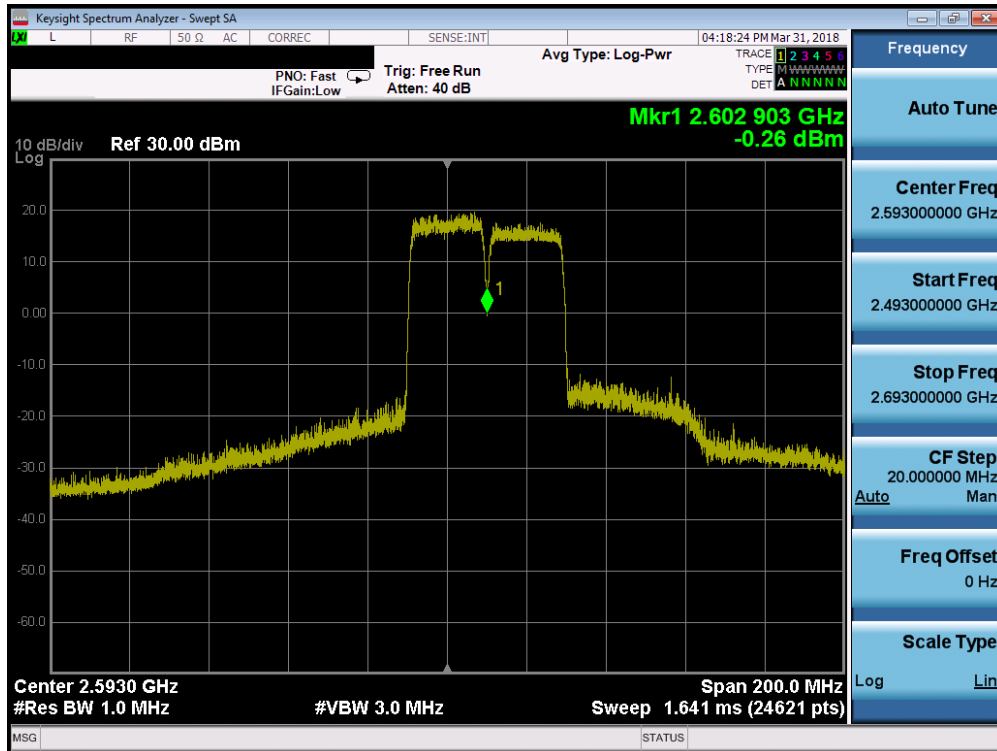 Keysight Spectrum Analyzer - Swept SA
LXI L RF 50 Ω AC CORREC SENSE:INT 04:18:24 PM Mar 31, 2018
Avg Type: Log-Pwr TRACE 1 2 3 4 5 6
PNO: Fast Trig: Free Run TYPE M WWWWW
IFGain:Low Atten: 40 dB DET A N N N N N
Mkr1 2.602 903 GHz
-0.26 dBm
10 dB/div Ref 30.00 dBm
Log
20.0
10.0
1
0.00
-10.0
-20.0
-30.0
-40.0
-50.0
-60.0
Center 2.5930 GHz Span 200.0 MHz
#Res BW 1.0 MHz #VBW 3.0 MHz Sweep 1.641 ms (24621 pts)
MSG STATUS
Frequency
Auto Tune
Center Freq
2.593000000 GHz
Start Freq
2.493000000 GHz
Stop Freq
2.693000000 GHz
CF Step
20.000000 MHz
Auto Man
Freq Offset
0 Hz
Scale Type
Log Lin